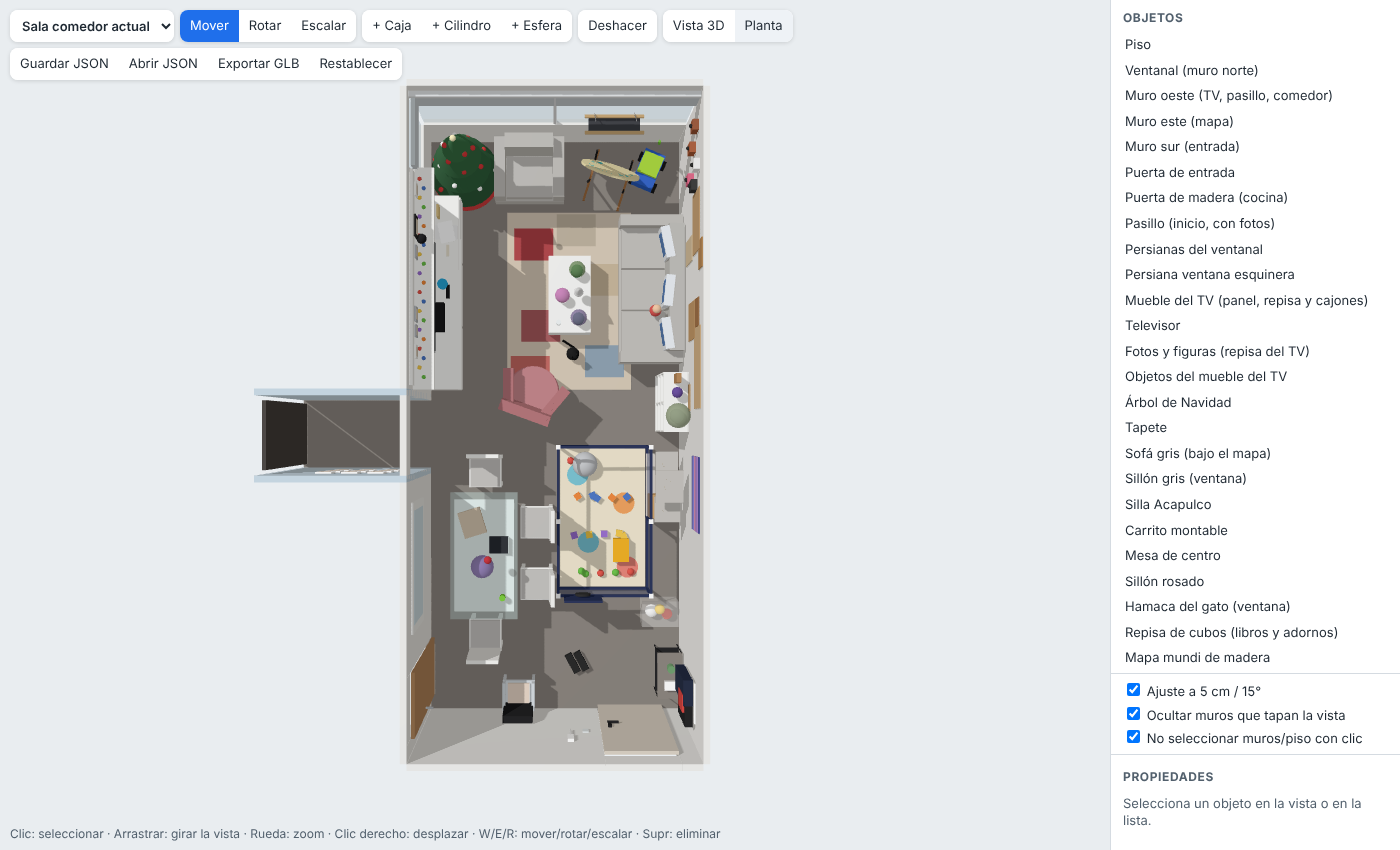 Sala comedor actual
Mover Rotar Escalar
+ Caja + Cilindro + Esfera
Deshacer
Vista 3D Planta
Guardar JSON Abrir JSON Exportar GLB Restablecer
Clic: seleccionar · Arrastrar: girar la vista · Rueda: zoom · Clic derecho: desplazar · W/E/R: mover/rotar/escalar · Supr: eliminar
OBJETOS
Piso
Ventanal (muro norte)
Muro oeste (TV, pasillo, comedor)
Muro este (mapa)
Muro sur (entrada)
Puerta de entrada
Puerta de madera (cocina)
Pasillo (inicio, con fotos)
Persianas del ventanal
Persiana ventana esquinera
Mueble del TV (panel, repisa y cajones)
Televisor
Fotos y figuras (repisa del TV)
Objetos del mueble del TV
Árbol de Navidad
Tapete
Sofá gris (bajo el mapa)
Sillón gris (ventana)
Silla Acapulco
Carrito montable
Mesa de centro
Sillón rosado
Hamaca del gato (ventana)
Repisa de cubos (libros y adornos)
Mapa mundi de madera
Ajuste a 5 cm / 15°
Ocultar muros que tapan la vista
No seleccionar muros/piso con clic
PROPIEDADES
Selecciona un objeto en la vista o en la
lista.